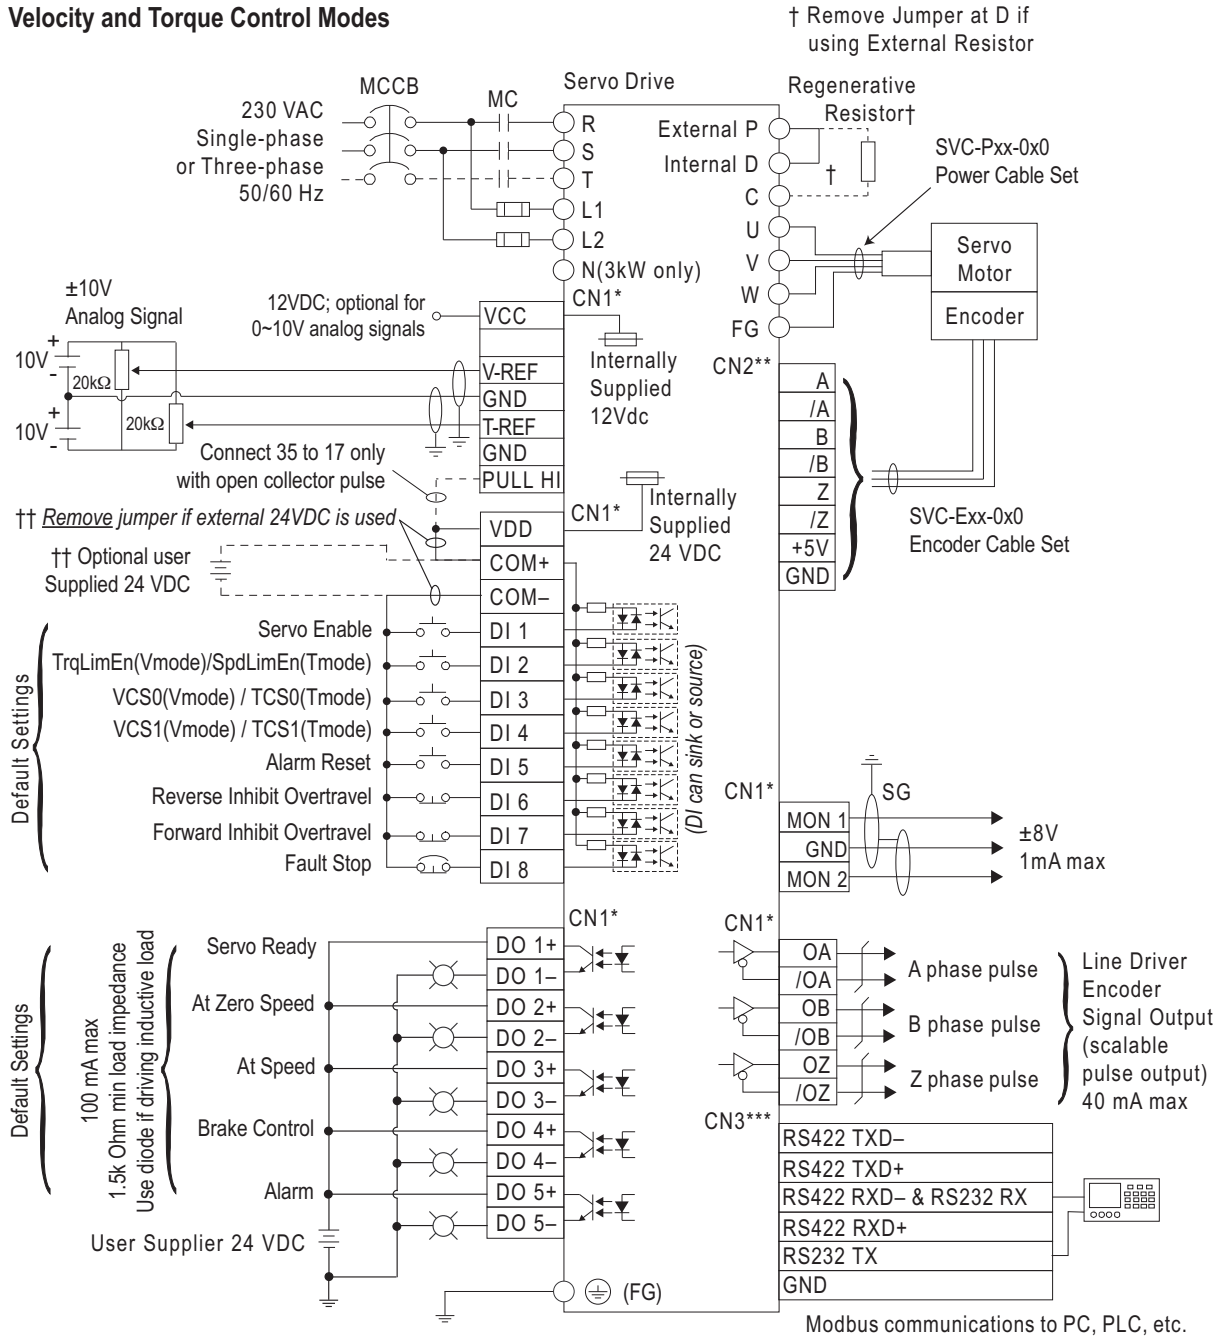 Velocity and Torque Control Modes
† Remove Jumper at D if
using External Resistor
MCCB
MC
Servo Drive
Regenerative
Resistor†
230 VAC
Single-phase
or Three-phase
50/60 Hz
R
S
T
L1
L2
N(3kW only)
External P
Internal D
C
U
V
W
FG
†
SVC-Pxx-0x0
Power Cable Set
Servo
Motor
Encoder
±10V
Analog Signal
+
10V
-
20kΩ
+
10V
-
20kΩ
12VDC; optional for
0~10V analog signals
CN1*
VCC
V-REF
GND
T-REF
GND
PULL HI
Internally
Supplied
12Vdc
Connect 35 to 17 only
with open collector pulse
†† Remove jumper if external 24VDC is used
†† Optional user
Supplied 24 VDC
CN1*
VDD
COM+
COM–
Internally
Supplied
24 VDC
CN2**
A
/A
B
/B
Z
/Z
+5V
GND
SVC-Exx-0x0
Encoder Cable Set
Default Settings
Servo Enable
DI 1
TrqLimEn(Vmode)/SpdLimEn(Tmode)
DI 2
VCS0(Vmode) / TCS0(Tmode)
DI 3
VCS1(Vmode) / TCS1(Tmode)
DI 4
Alarm Reset
DI 5
Reverse Inhibit Overtravel
DI 6
Forward Inhibit Overtravel
DI 7
Fault Stop
DI 8
(DI can sink or source)
CN1*
SG
MON 1
GND
MON 2
±8V
1mA max
Default Settings
100 mA max
1.5k Ohm min load impedance
Use diode if driving inductive load
CN1*
Servo Ready
DO 1+
DO 1–
At Zero Speed
DO 2+
DO 2–
At Speed
DO 3+
DO 3–
Brake Control
DO 4+
DO 4–
Alarm
DO 5+
DO 5–
User Supplier 24 VDC
(FG)
CN1*
OA
/OA
OB
/OB
OZ
/OZ
A phase pulse
B phase pulse
Z phase pulse
Line Driver
Encoder
Signal Output
(scalable
pulse output)
40 mA max
CN3***
RS422 TXD–
RS422 TXD+
RS422 RXD– & RS232 RX
RS422 RXD+
RS232 TX
GND
Modbus communications to PC, PLC, etc.